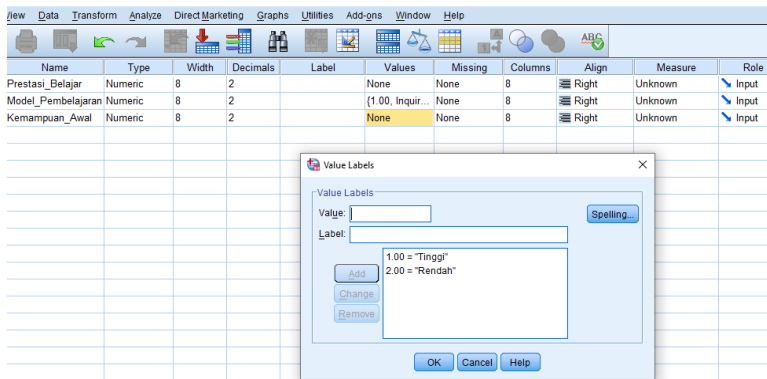 View Data Transform Analyze Direct Marketing Graphs Utilities Add-ons Window Help
ABC
Name Type Width Decimals Label Values Missing Columns Align Measure Role
Prestasi_Belajar Numeric 8 2 None None 8 Right Unknown Input
Model_Pembelajaran Numeric 8 2 {1.00, Inquir... None 8 Right Unknown Input
Kemampuan_Awal Numeric 8 2 None None 8 Right Unknown Input
Value Labels
Value Labels
Value:
Spelling...
Label:
1.00 = "Tinggi"
2.00 = "Rendah"
Add
Change
Remove
OK Cancel Help